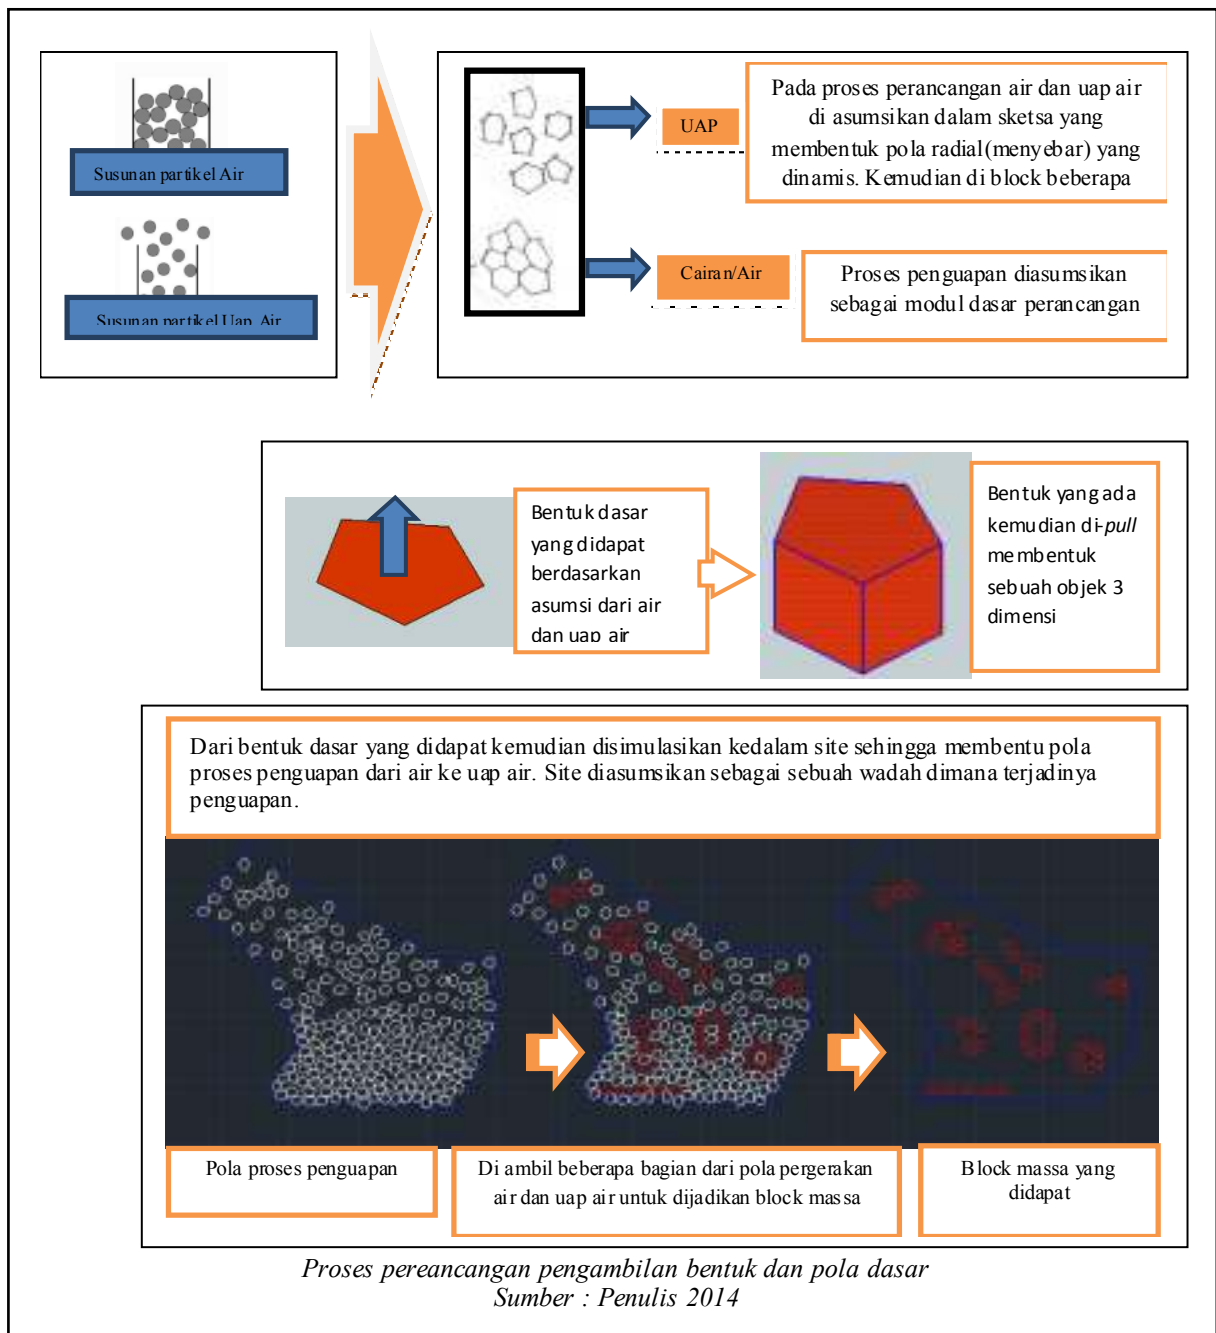 Susunan partikel Air
Susunan partikel Uap Air
UAP
Pada proses perancangan air dan uap air
di asumsikan dalam sketsa yang
membentuk pola radial(menyebar) yang
dinamis. Kemudian di block beberapa
Cairan/Air
Proses penguapan diasumsikan
sebagai modul dasar perancangan
Bentuk dasar
yang didapat
berdasarkan
asumsi dari air
dan uap air
Bentuk yang ada
kemudian di-pull
membentuk
sebuah objek 3
dimensi
Dari bentuk dasar yang didapat kemudian disimulasikan kedalam site sehingga membentu pola
proses penguapan dari air ke uap air. Site diasumsikan sebagai sebuah wadah dimana terjadinya
penguapan.
Pola proses penguapan
Di ambil beberapa bagian dari pola pergerakan
air dan uap air untuk dijadikan block massa
Block massa yang
didapat
Proses pereancangan pengambilan bentuk dan pola dasar
Sumber : Penulis 2014